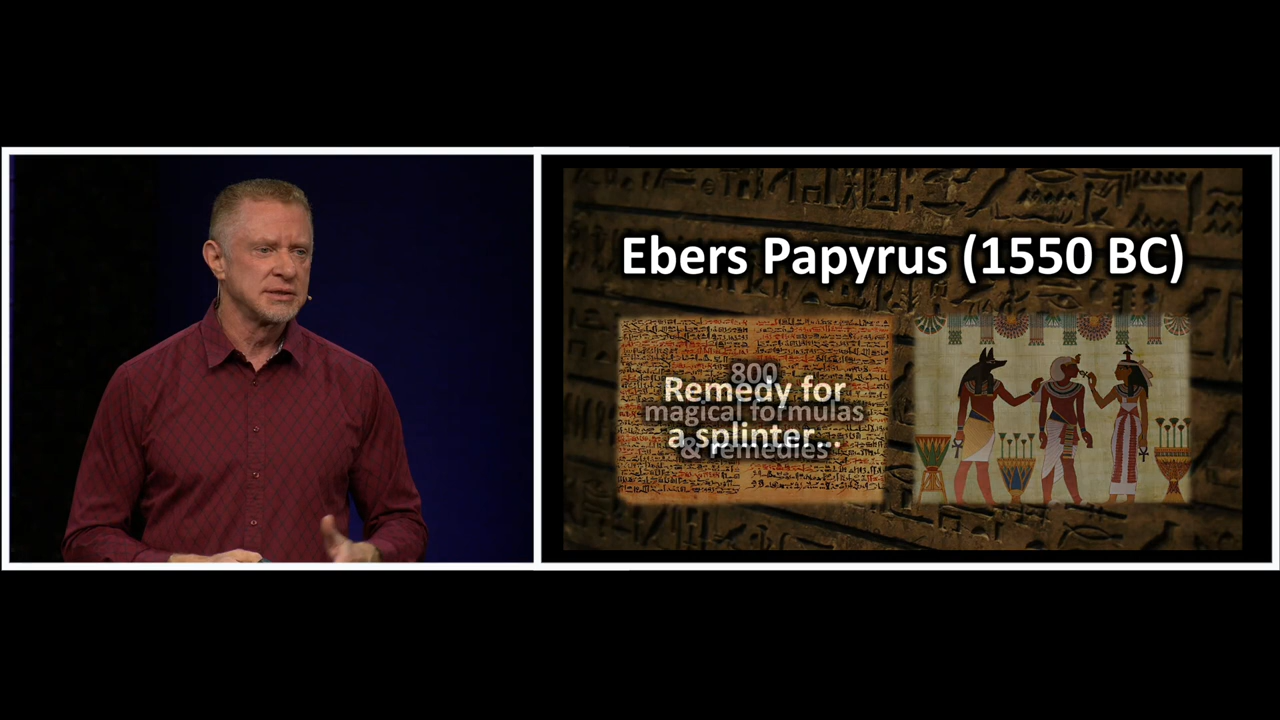 Ebers Papyrus (1550 BC)
800
magical formulas
& remedies
Remedy for
a splinter...